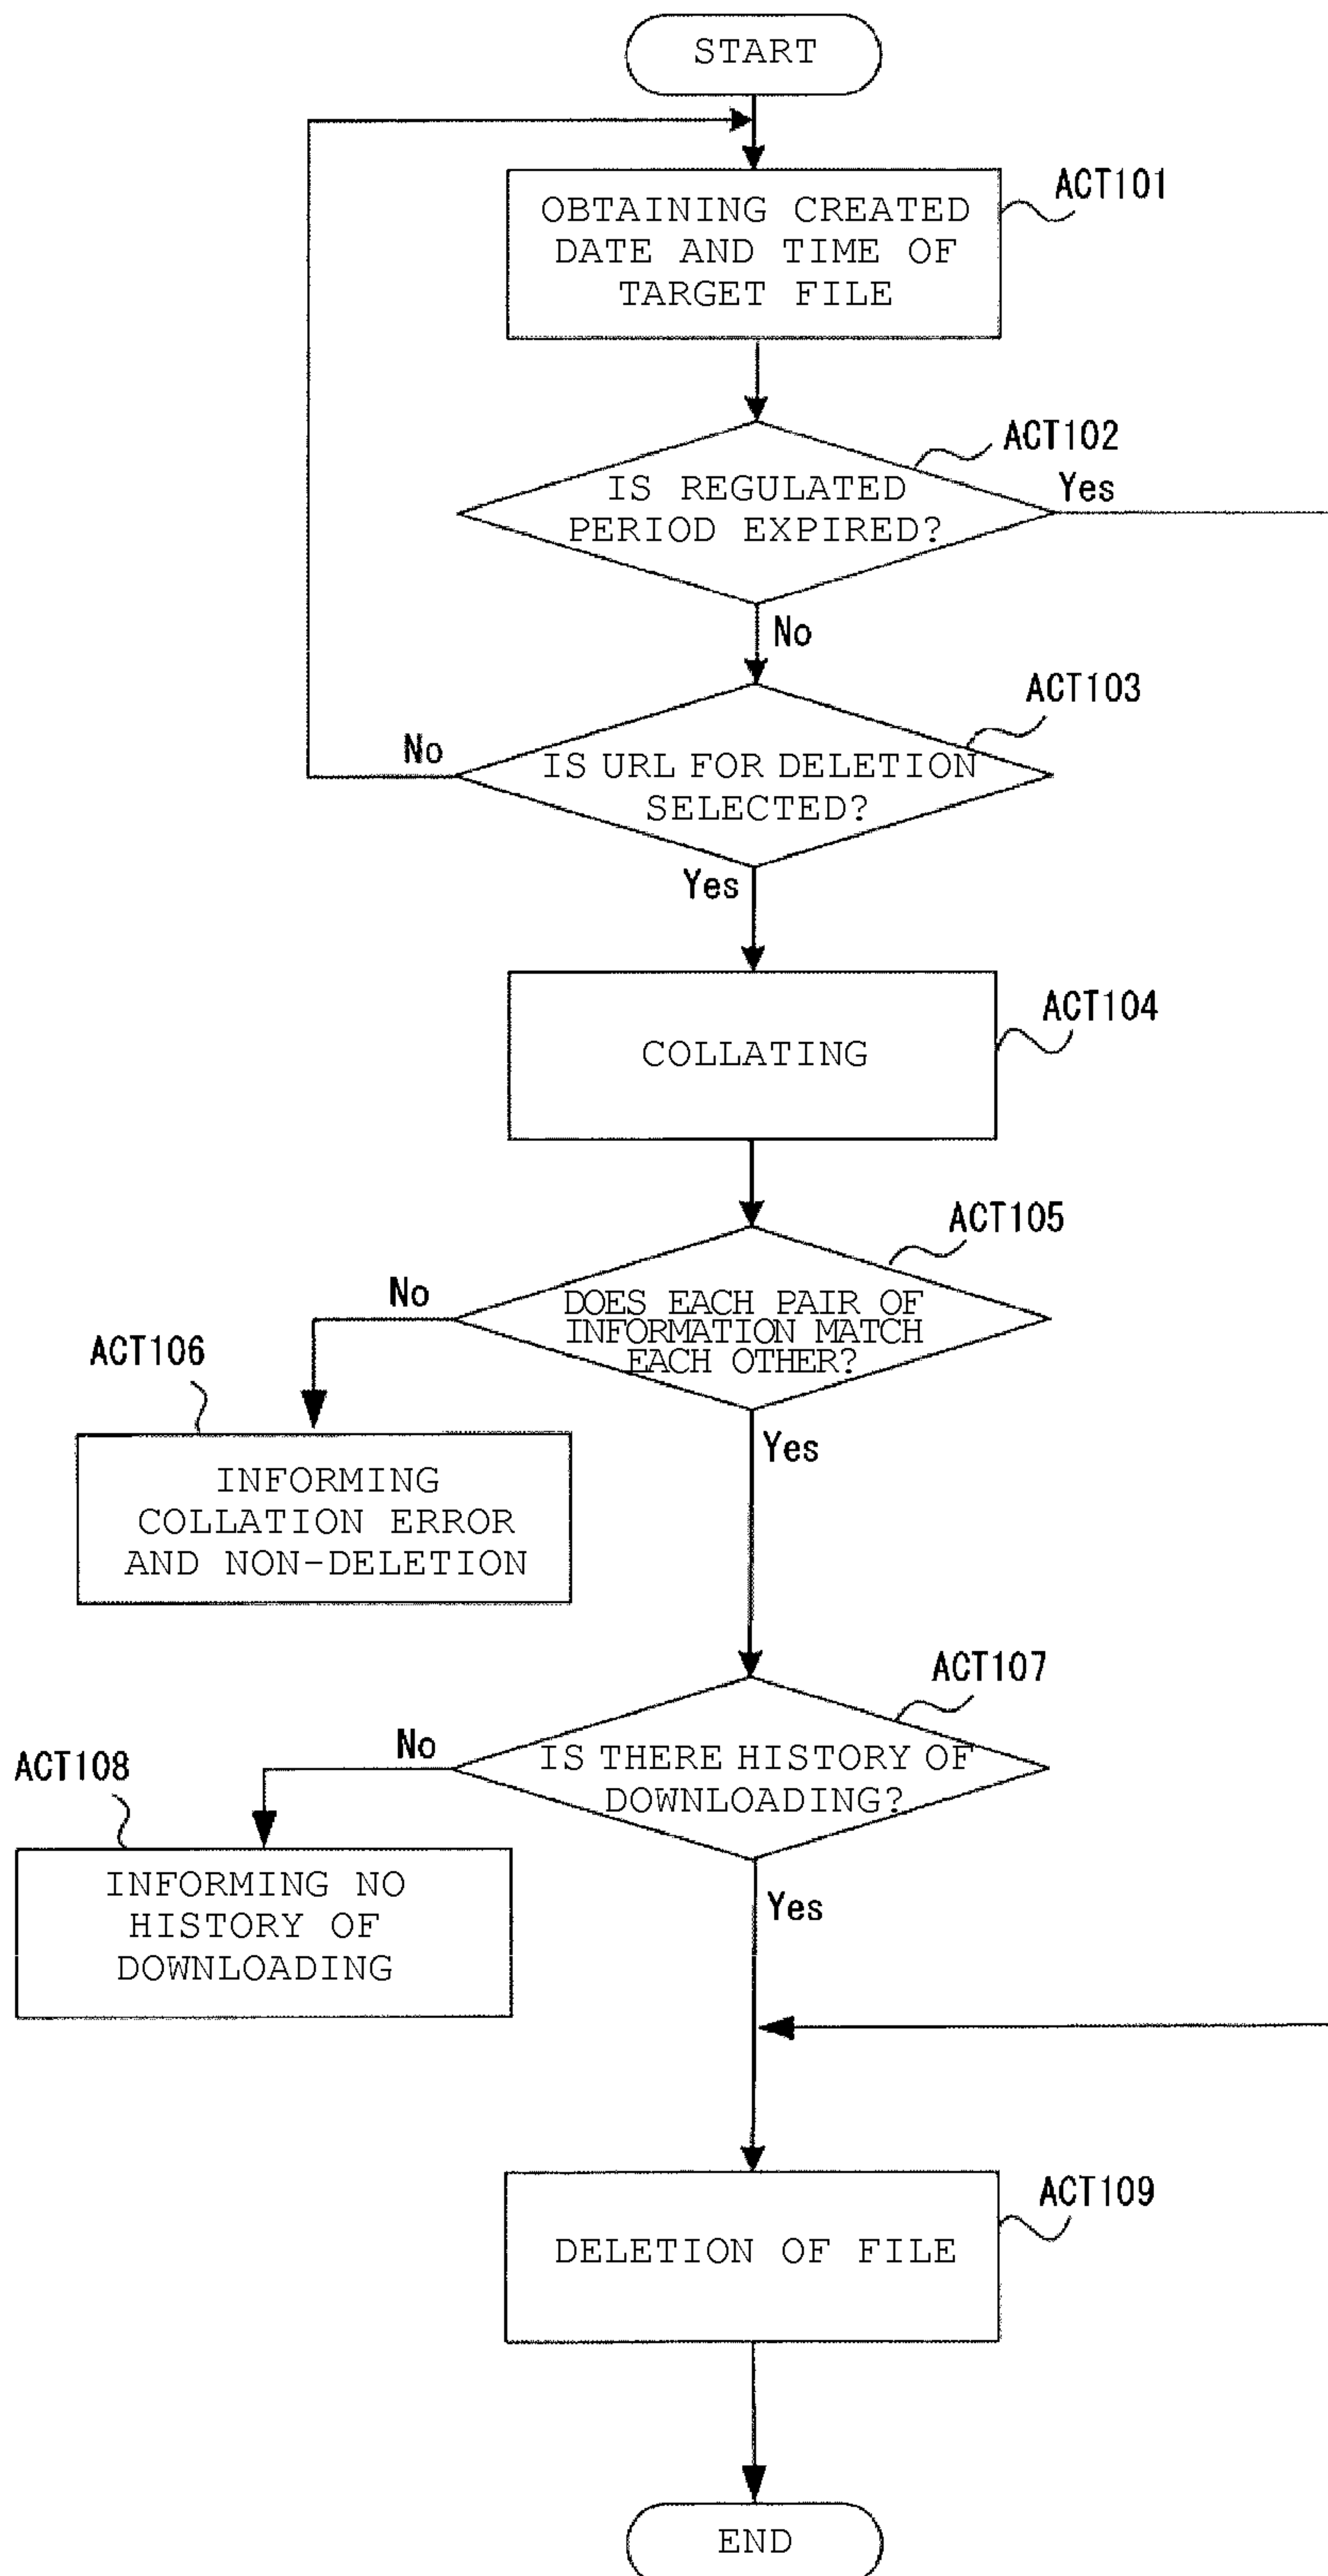 START
ACT101
OBTAINING CREATED
DATE AND TIME OF
TARGET FILE
ACT102
IS REGULATED
PERIOD EXPIRED?
Yes
No
ACT103
No
IS URL FOR DELETION
SELECTED?
Yes
ACT104
COLLATING
ACT105
No
DOES EACH PAIR OF
INFORMATION MATCH
EACH OTHER?
ACT106
Yes
INFORMING
COLLATION ERROR
AND NON-DELETION
ACT107
No
IS THERE HISTORY OF
DOWNLOADING?
ACT108
Yes
INFORMING NO
HISTORY OF
DOWNLOADING
ACT109
DELETION OF FILE
END